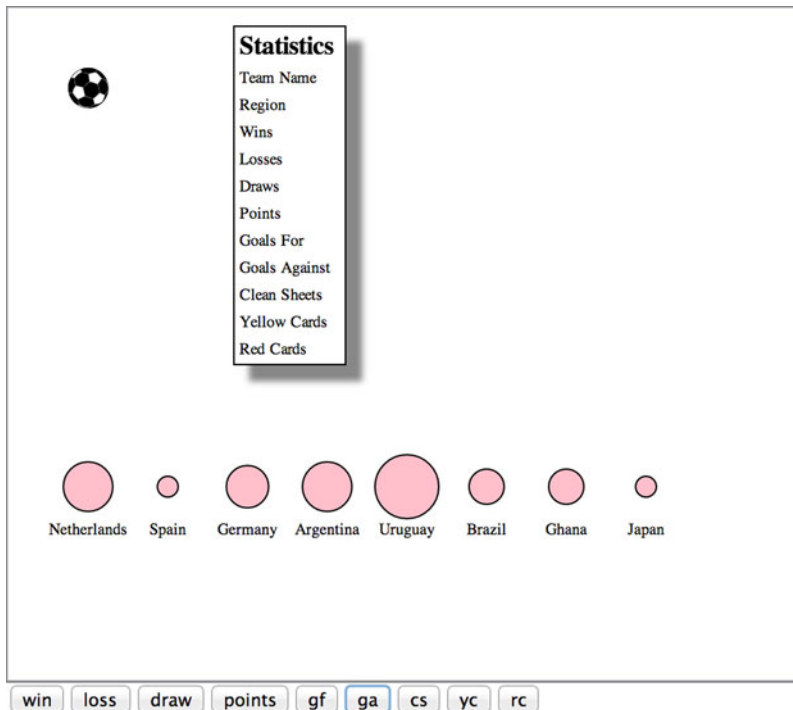 Statistics
Team Name
Region
Wins
Losses
Draws
Points
Goals For
Goals Against
Clean Sheets
Yellow Cards
Red Cards
Netherlands Spain Germany Argentina Uruguay Brazil Ghana Japan
win loss draw points gf ga cs yc rc